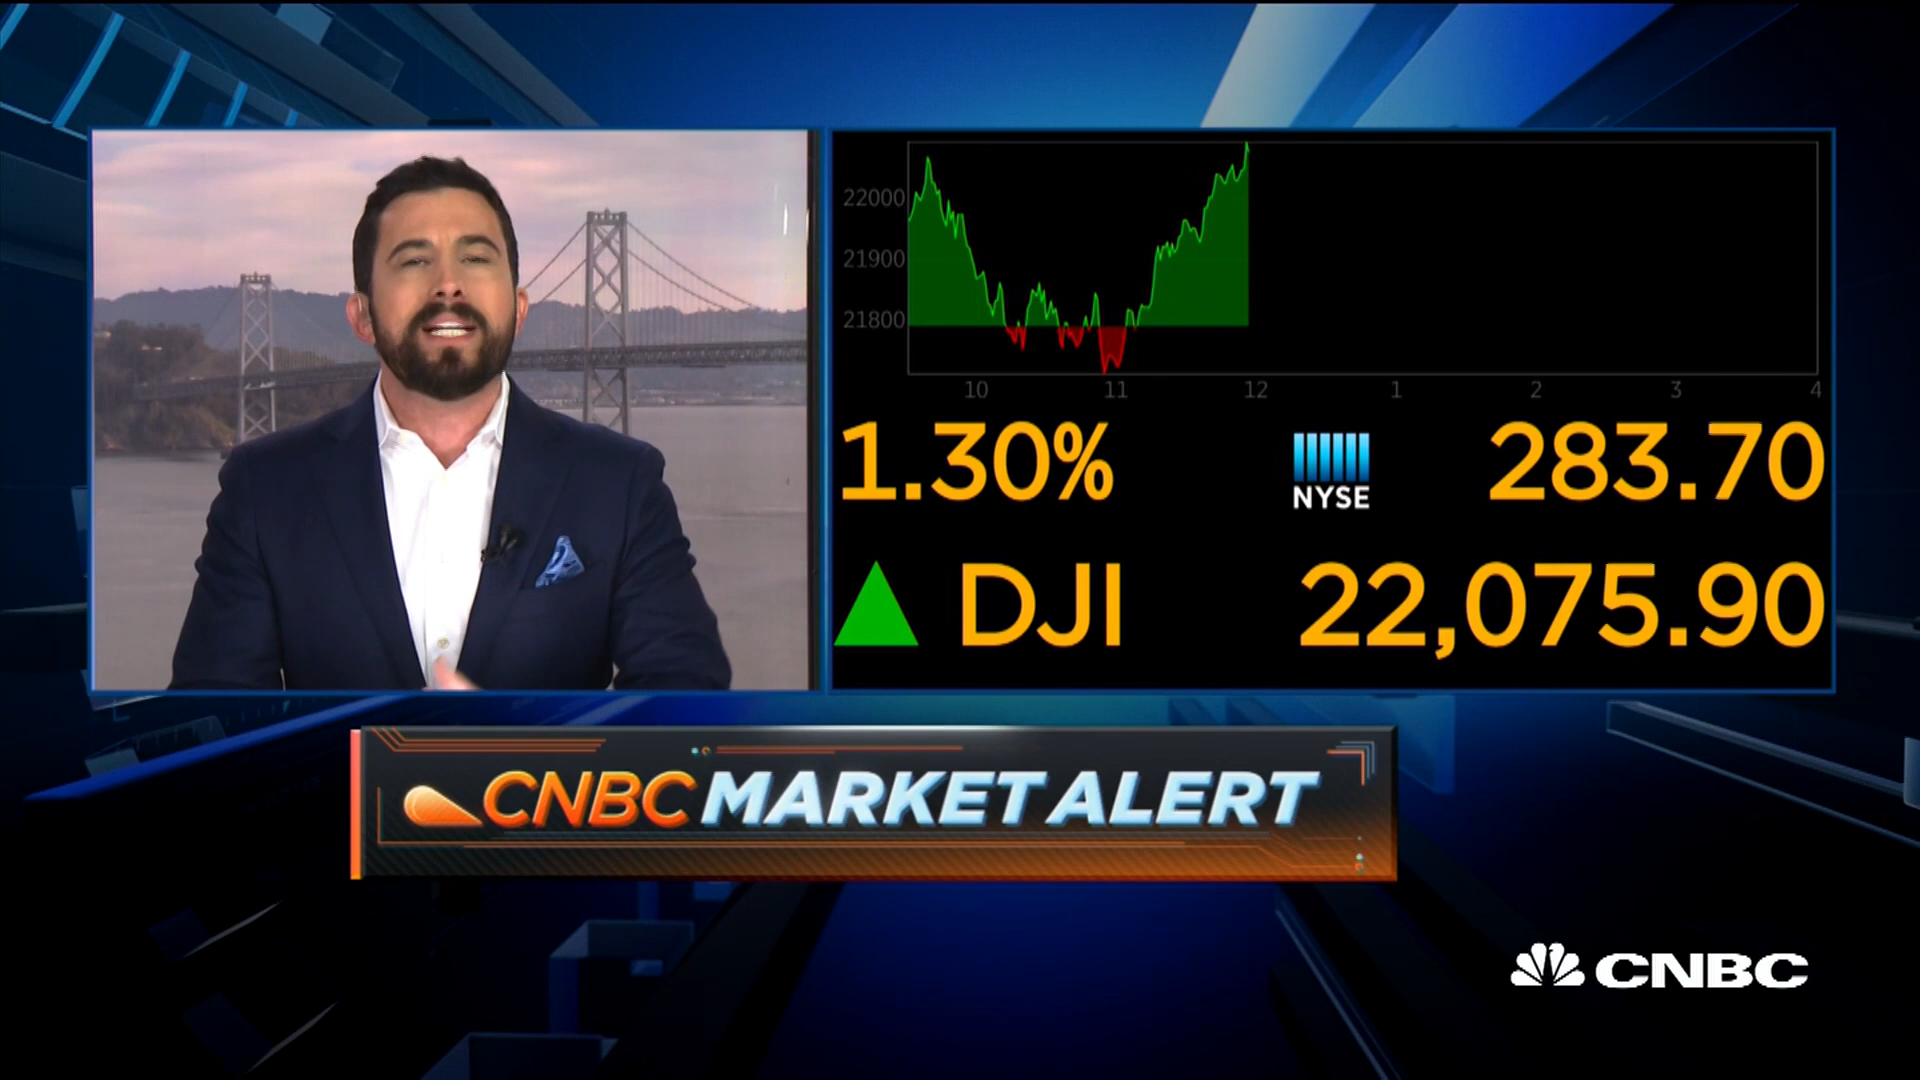 22000
21900
21800
10 11 12 1 2 3 4
1.30% NYSE 283.70
DJI 22,075.90
CNBC MARKET ALERT
CNBC